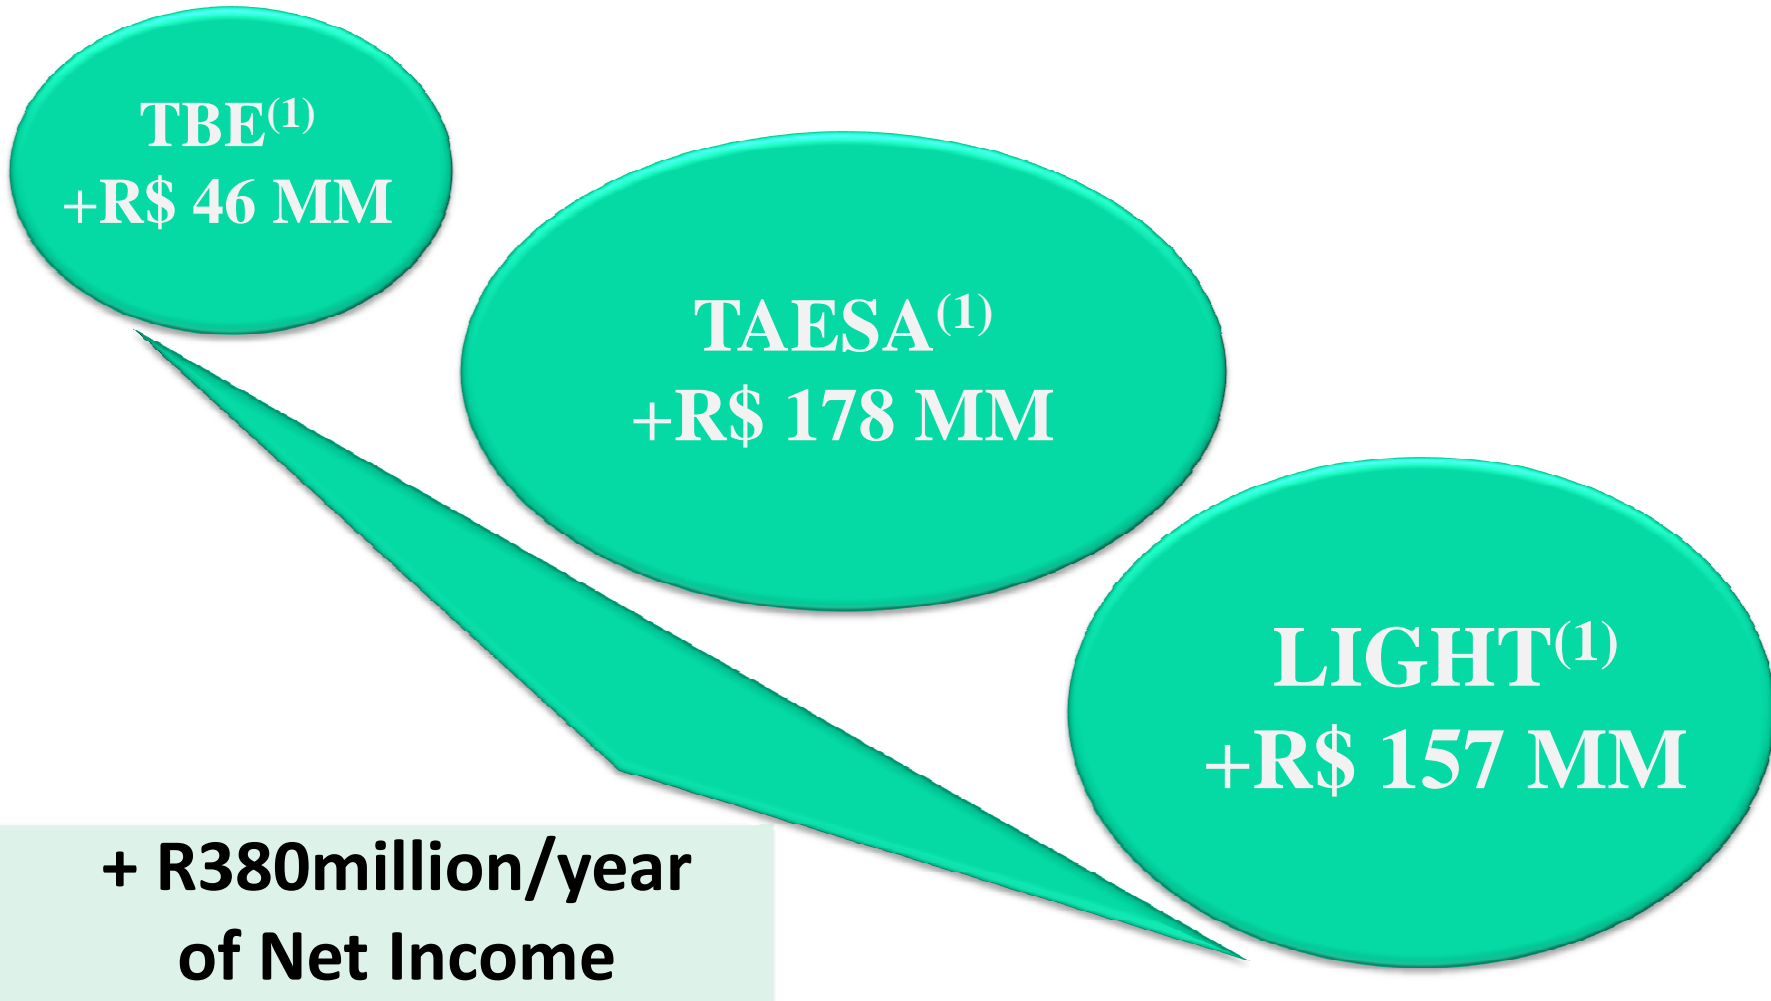 TBE(1)
+R$ 46 MM
TAESA(1)
+R$ 178 MM
LIGHT(1)
+R$ 157 MM
+ R380million/year
of Net Income